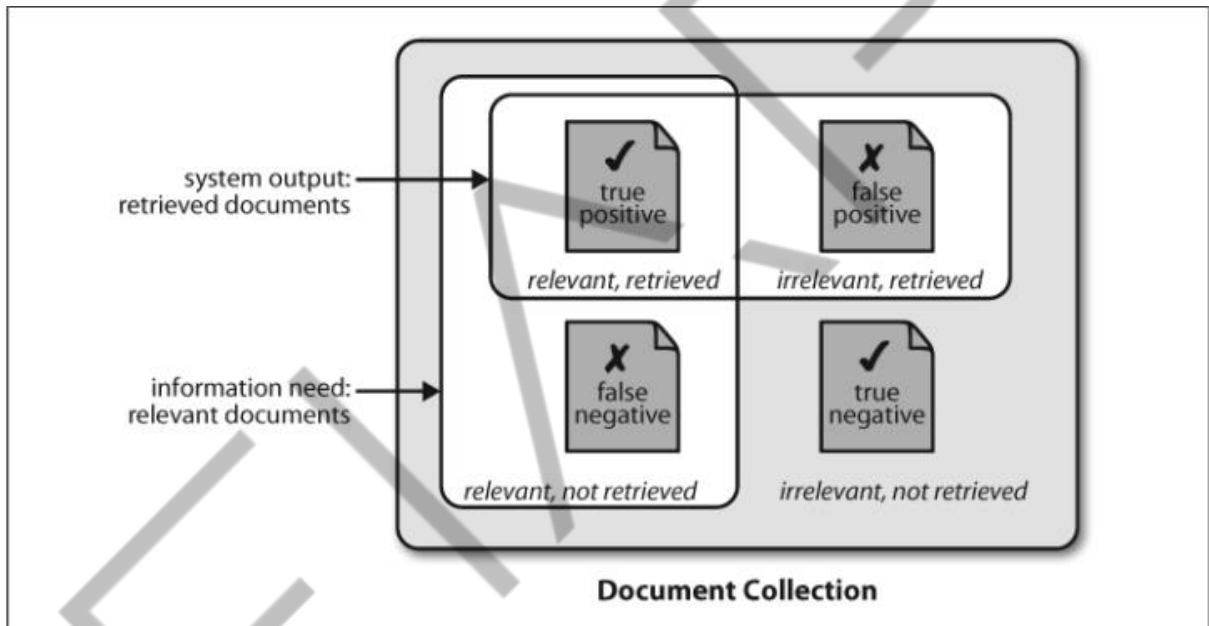 system output:
retrieved documents
✓
true
positive
✗
false
positive
relevant, retrieved
irrelevant, retrieved
information need:
relevant documents
✗
false
negative
✓
true
negative
relevant, not retrieved
irrelevant, not retrieved
Document Collection